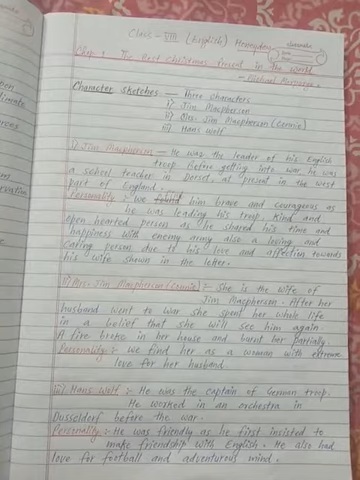 Class - VIII (English) Honeydew
Chap 1 The Best Christmas Present in the World
- Michael Morpurgo.
Character Sketches - Three characters
i) Jim Macpherson
ii) Mrs. Jim Macpherson (Connie)
iii) Hans Wolf.
i) Jim Macpherson - He was the leader of his English
troop. Before getting into war he was
a school teacher in Dorset, at present in the west
part of England.
Personality :- We found him brave and courageous as
he was leading his troop, kind and
open hearted person as he shared his time and
happiness with enemy army also a loving and
caring person due to his love and affection towards
his wife shown in the letter.
ii) Mrs. Jim Macpherson (Connie) :- She is the wife of
Jim Macpherson. After her
husband went to war she spent her whole life
in a belief that she will see him again.
A fire broke in her house and burnt her partially.
Personality :- We find her as a woman with extreme
love for her husband.
iii) Hans Wolf :- He was the captain of German troop.
He worked in an orchestra in
Dusseldorf before the war.
Personality :- He was friendly as he first insisted to
make friendship with English. He also had
love for football and adventurous mind.